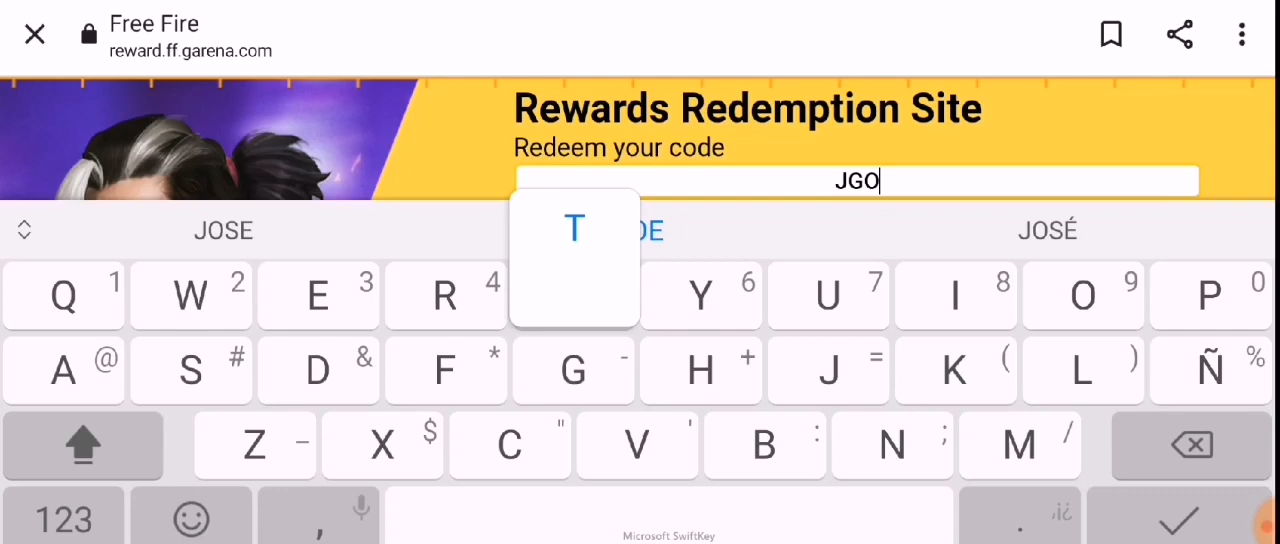 Free Fire
reward.ff.garena.com
Rewards Redemption Site
Redeem your code
JGO
JOSE
OE
JOSÉ
T
Q 1 W 2 E 3 R 4 Y 6 U 7 I 8 O 9 P 0
A @ S # D & F * G - H + J = K ( L ) Ñ %
Z _ X $ C " V ' B : N ; M /
123 , . ,i¿
Microsoft SwiftKey